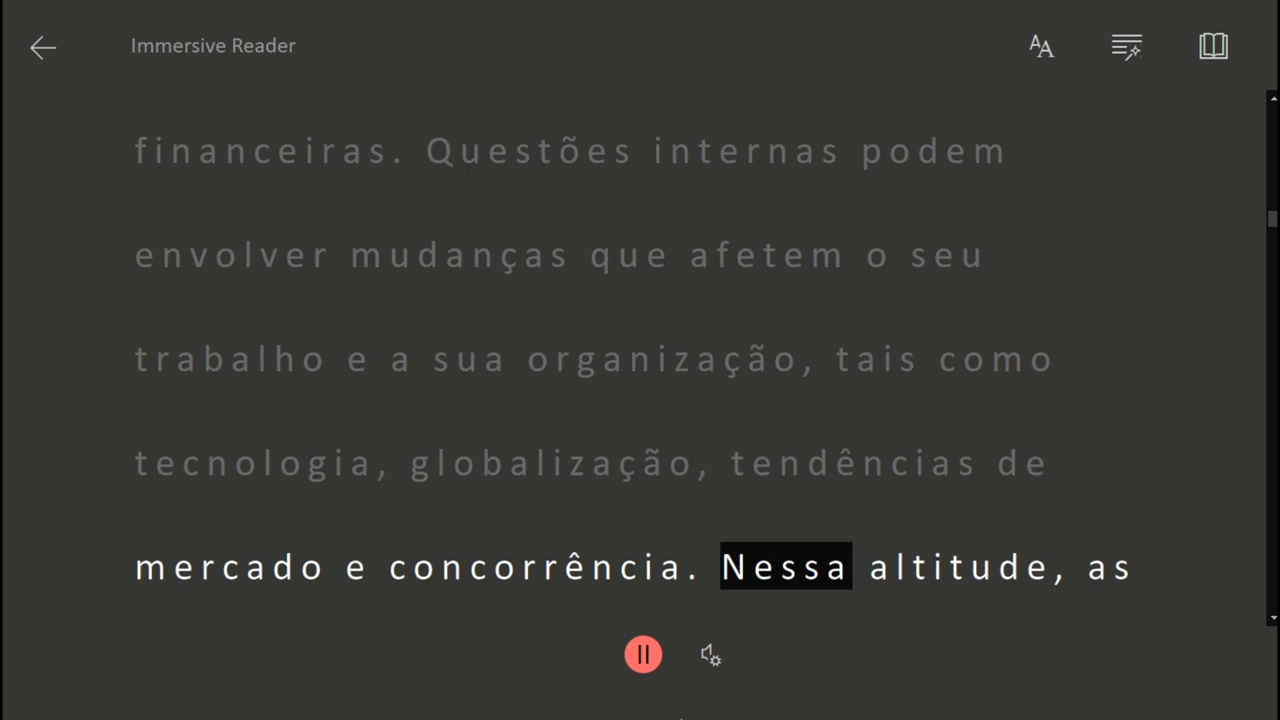 Immersive Reader
financeiras. Questões internas podem
envolver mudanças que afetem o seu
trabalho e a sua organização, tais como
tecnologia, globalização, tendências de
mercado e concorrência. Nessa altitude, as